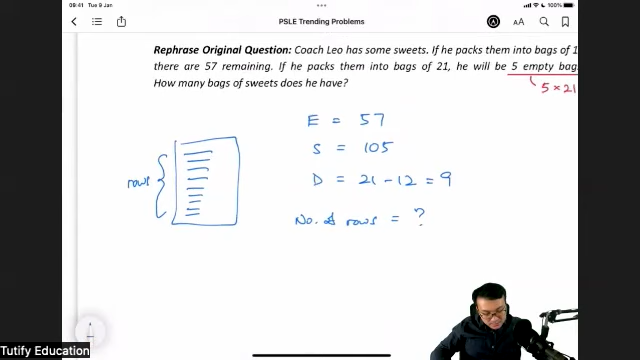 09:41 Tue 9 Jan
100%
PSLE Trending Problems
AA
Rephrase Original Question: Coach Leo has some sweets. If he packs them into bags of 1
there are 57 remaining. If he packs them into bags of 21, he will be 5 empty bag
How many bags of sweets does he have?
5 × 21
E = 57
S = 105
rows
D = 21 - 12 = 9
No. of rows = ?
Tutify Education